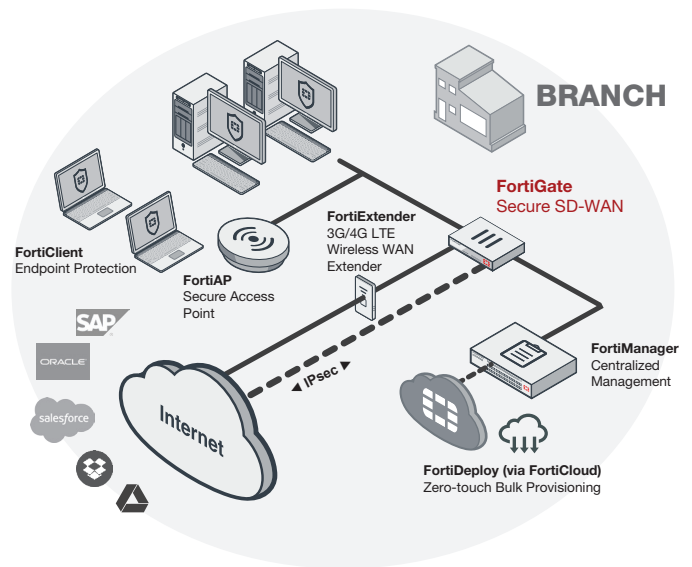 BRANCH
FortiGate
Secure SD-WAN
FortiExtender
3G/4G LTE
Wireless WAN
Extender
FortiClient
Endpoint Protection
FortiAP
Secure Access
Point
SAP
ORACLE
salesforce
Internet
◄ IPsec ►
FortiManager
Centralized
Management
FortiDeploy (via FortiCloud)
Zero-touch Bulk Provisioning